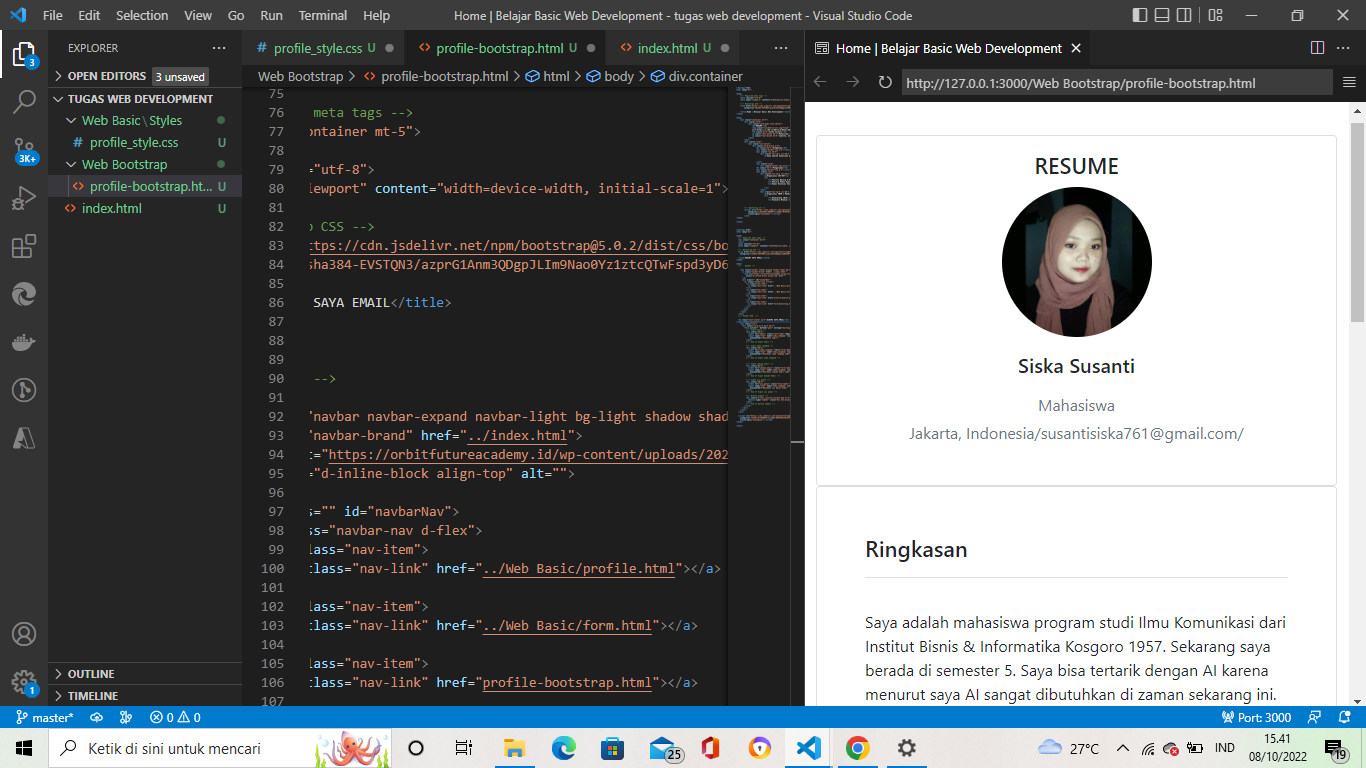 File Edit Selection View Go Run Terminal Help Home | Belajar Basic Web Development - tugas web development - Visual Studio Code
EXPLORER
OPEN EDITORS 3 unsaved
TUGAS WEB DEVELOPMENT
Web Basic\Styles
# profile_style.css U
Web Bootstrap
<> profile-bootstrap.ht... U
<> index.html U
OUTLINE
TIMELINE
3
3K+
1
# profile_style.css U <> profile-bootstrap.html U <> index.html U
Web Bootstrap > <> profile-bootstrap.html > html > body > div.container
75
76 meta tags -->
77 ontainer mt-5">
78
79 ="utf-8">
80 iewport" content="width=device-width, initial-scale=1">
81
82 CSS -->
83 ttps://cdn.jsdelivr.net/npm/bootstrap@5.0.2/dist/css/bo
84 sha384-EVSTQN3/azprG1Anm3QDgpJLIm9Nao0Yz1ztcQTwFspd3yD6
85
86 SAYA EMAIL</title>
87
88
89
90 -->
91
92 "navbar navbar-expand navbar-light bg-light shadow shad
93 "navbar-brand" href="../index.html">
94 ="https://orbitfutureacademy.id/wp-content/uploads/202
95 ="d-inline-block align-top" alt="">
96
97 s="" id="navbarNav">
98 ss="navbar-nav d-flex">
99 lass="nav-item">
100 class="nav-link" href="../Web Basic/profile.html"></a>
101
102 class="nav-item">
103 class="nav-link" href="../Web Basic/form.html"></a>
104
105 class="nav-item">
106 class="nav-link" href="profile-bootstrap.html"></a>
107
Home | Belajar Basic Web Development
http://127.0.0.1:3000/Web Bootstrap/profile-bootstrap.html
RESUME
Siska Susanti
Mahasiswa
Jakarta, Indonesia/susantisiska761@gmail.com/
Ringkasan
Saya adalah mahasiswa program studi Ilmu Komunikasi dari
Institut Bisnis & Informatika Kosgoro 1957. Sekarang saya
berada di semester 5. Saya bisa tertarik dengan AI karena
menurut saya AI sangat dibutuhkan di zaman sekarang ini.
master* 0 0 Port: 3000
Ketik di sini untuk mencari 25 27°C IND 15.41
08/10/2022 19